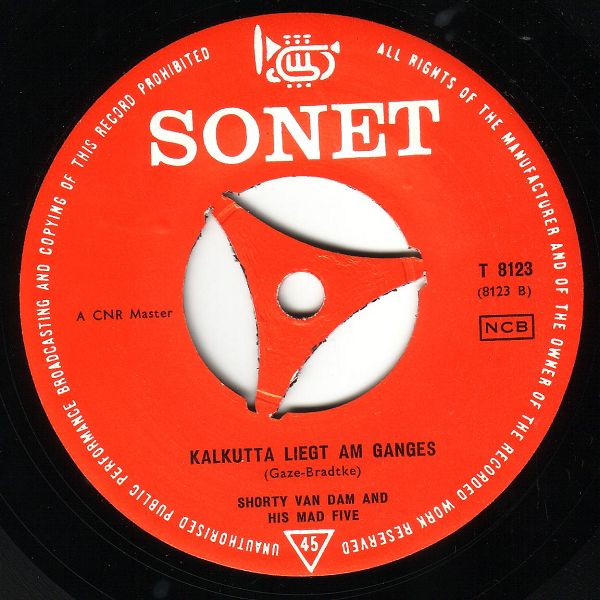 UNAUTHORISED PUBLIC PERFORMANCE BROADCASTING AND COPYING OF THIS RECORD PROHIBITED
ALL RIGHTS OF THE MANUFACTURER AND OF THE OWNER OF THE RECORDED WORK RESERVED
SONET
T 8123
(8123 B)
A CNR Master
NCB
KALKUTTA LIEGT AM GANGES
(Gaze-Bradtke)
SHORTY VAN DAM AND
HIS MAD FIVE
45